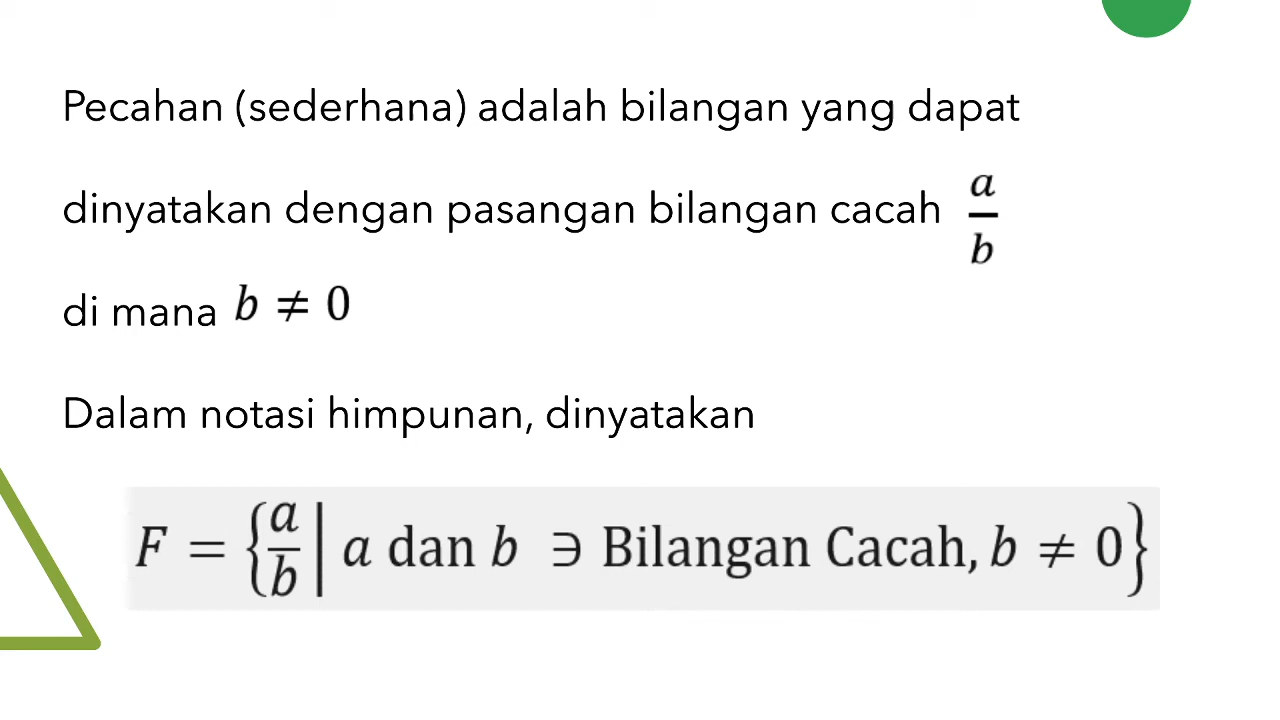 Pecahan (sederhana) adalah bilangan yang dapat
dinyatakan dengan pasangan bilangan cacah a/b
di mana b ≠ 0
Dalam notasi himpunan, dinyatakan
F = {a/b | a dan b ∋ Bilangan Cacah, b ≠ 0}